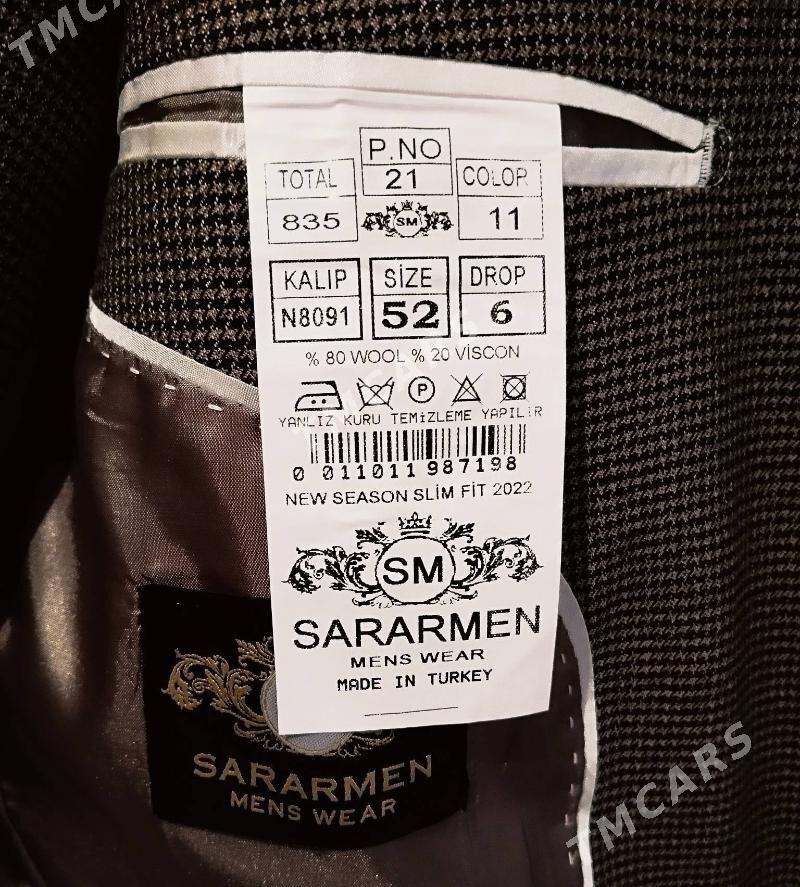 TMCARS
P.NO
21
TOTAL
835
COLOR
11
SM
KALIP
N8091
SİZE
52
DROP
6
% 80 WOOL % 20 VİSCON
P
YANLIZ KURU TEMİZLEME YAPILIR
0 011011 987198
NEW SEASON SLİM FİT 2022
SM
SARARMEN
MENS WEAR
MADE IN TURKEY
SARARMEN
MENS WEAR
TMCARS